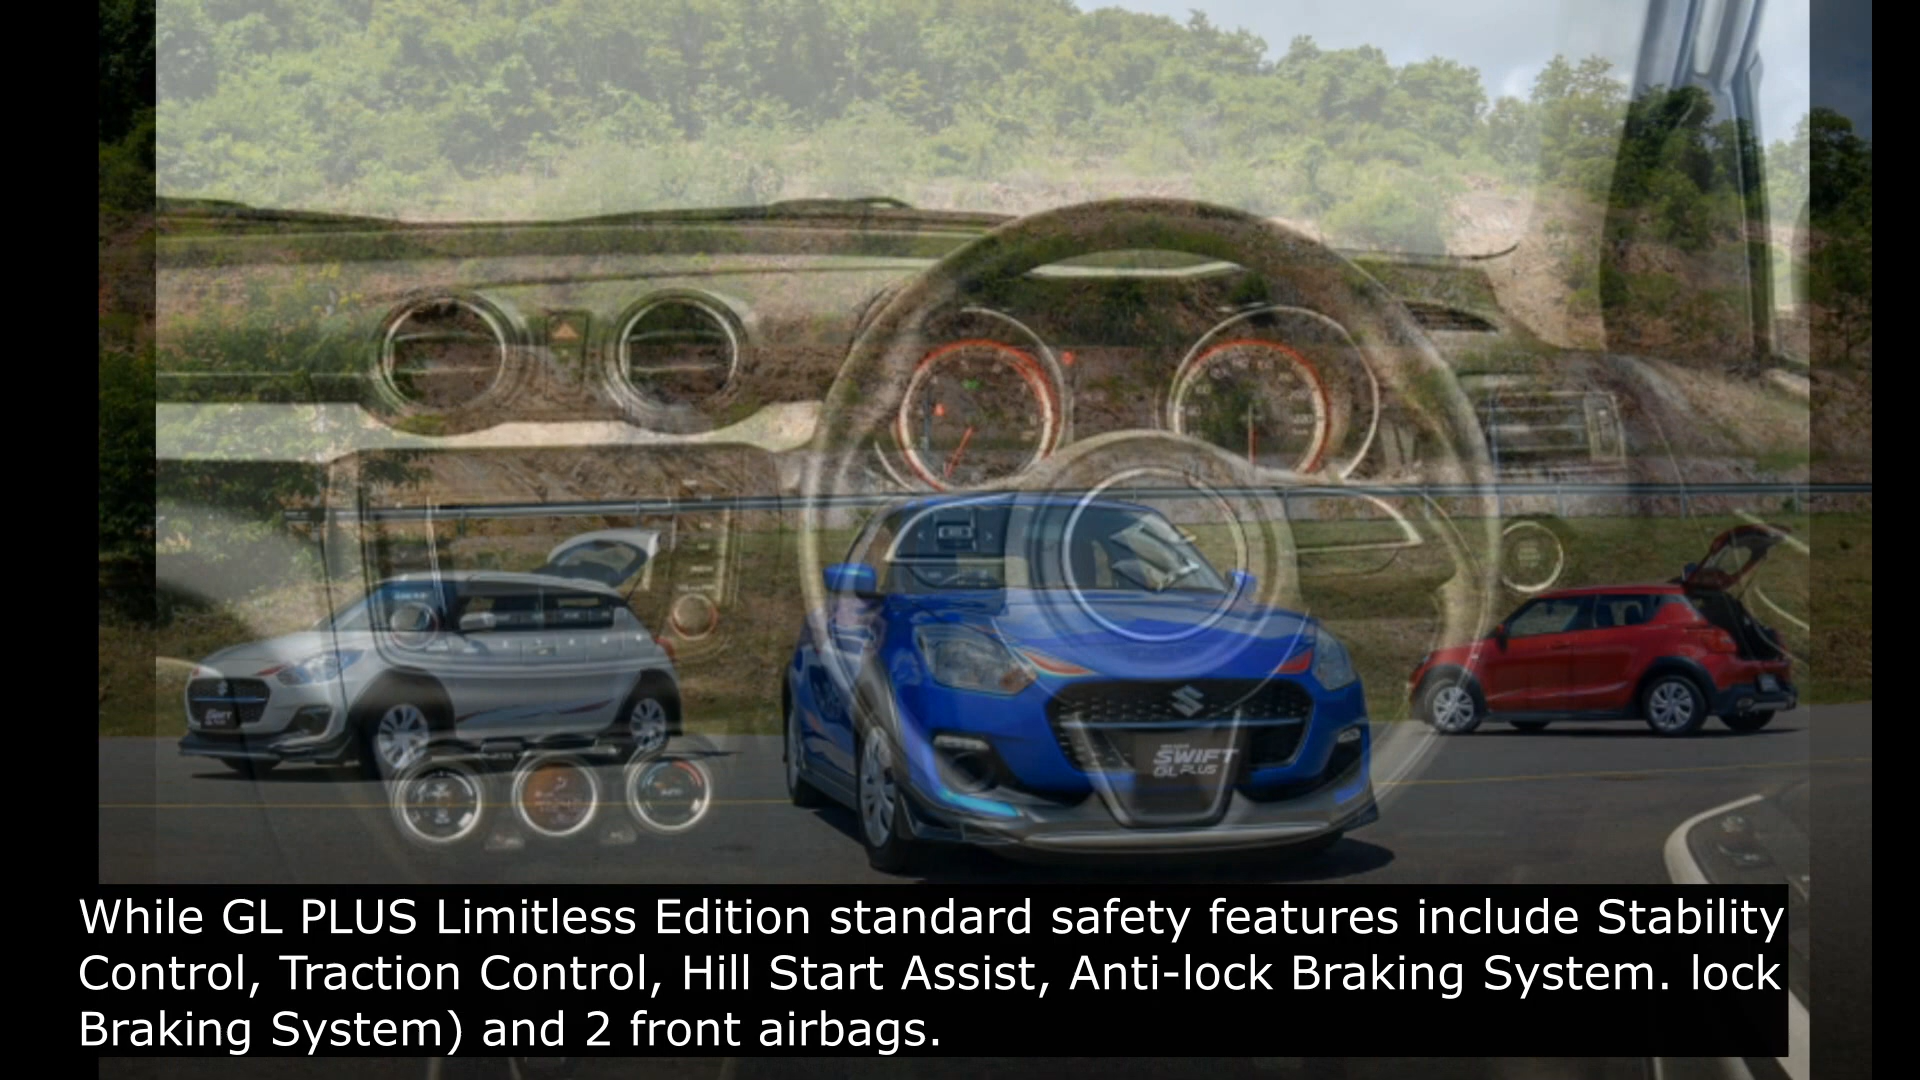 SWIFT
GL PLUS
While GL PLUS Limitless Edition standard safety features include Stability
Control, Traction Control, Hill Start Assist, Anti-lock Braking System. lock
Braking System) and 2 front airbags.